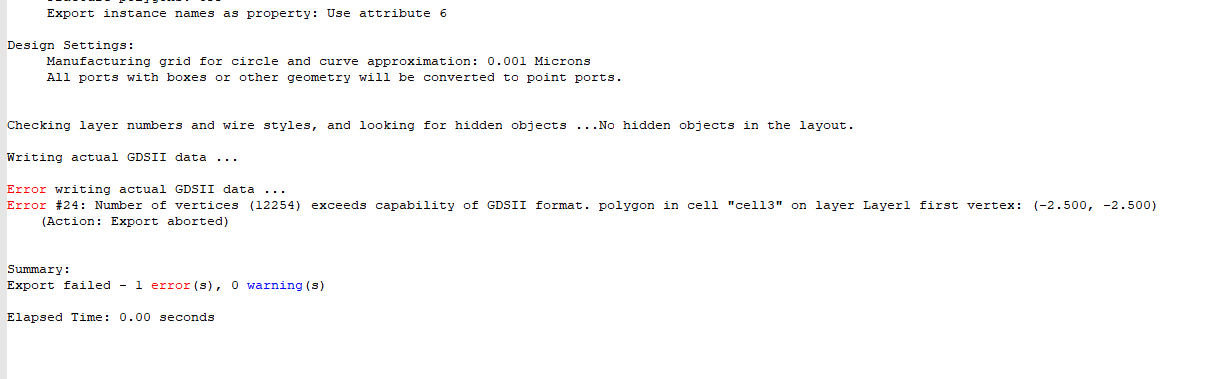 Export instance names as property: Use attribute 6
Design Settings:
Manufacturing grid for circle and curve approximation: 0.001 Microns
All ports with boxes or other geometry will be converted to point ports.
Checking layer numbers and wire styles, and looking for hidden objects ...No hidden objects in the layout.
Writing actual GDSII data ...
Error writing actual GDSII data ...
Error #24: Number of vertices (12254) exceeds capability of GDSII format. polygon in cell "cell3" on layer Layer1 first vertex: (-2.500, -2.500)
(Action: Export aborted)
Summary:
Export failed - 1 error(s), 0 warning(s)
Elapsed Time: 0.00 seconds